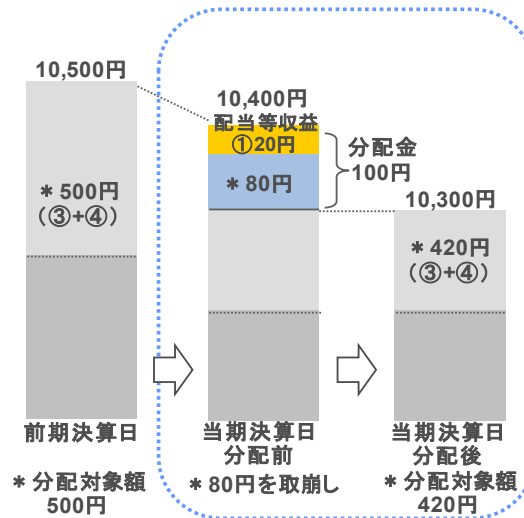 10,500円
10,400円
配当等収益
①20円
分配金
100円
＊80円
＊500円
（③+④）
10,300円
＊420円
（③+④）
前期決算日
当期決算日
分配前
当期決算日
分配後
＊分配対象額
500円
＊80円を取崩し
＊分配対象額
420円